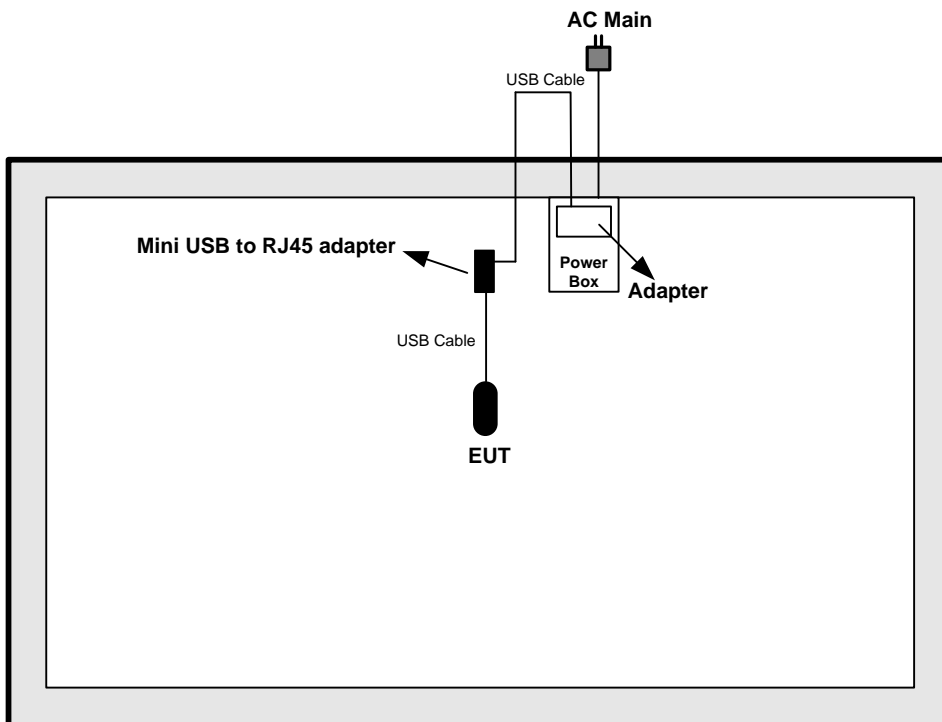 AC Main
USB Cable
Mini USB to RJ45 adapter
Power
Box
Adapter
USB Cable
EUT